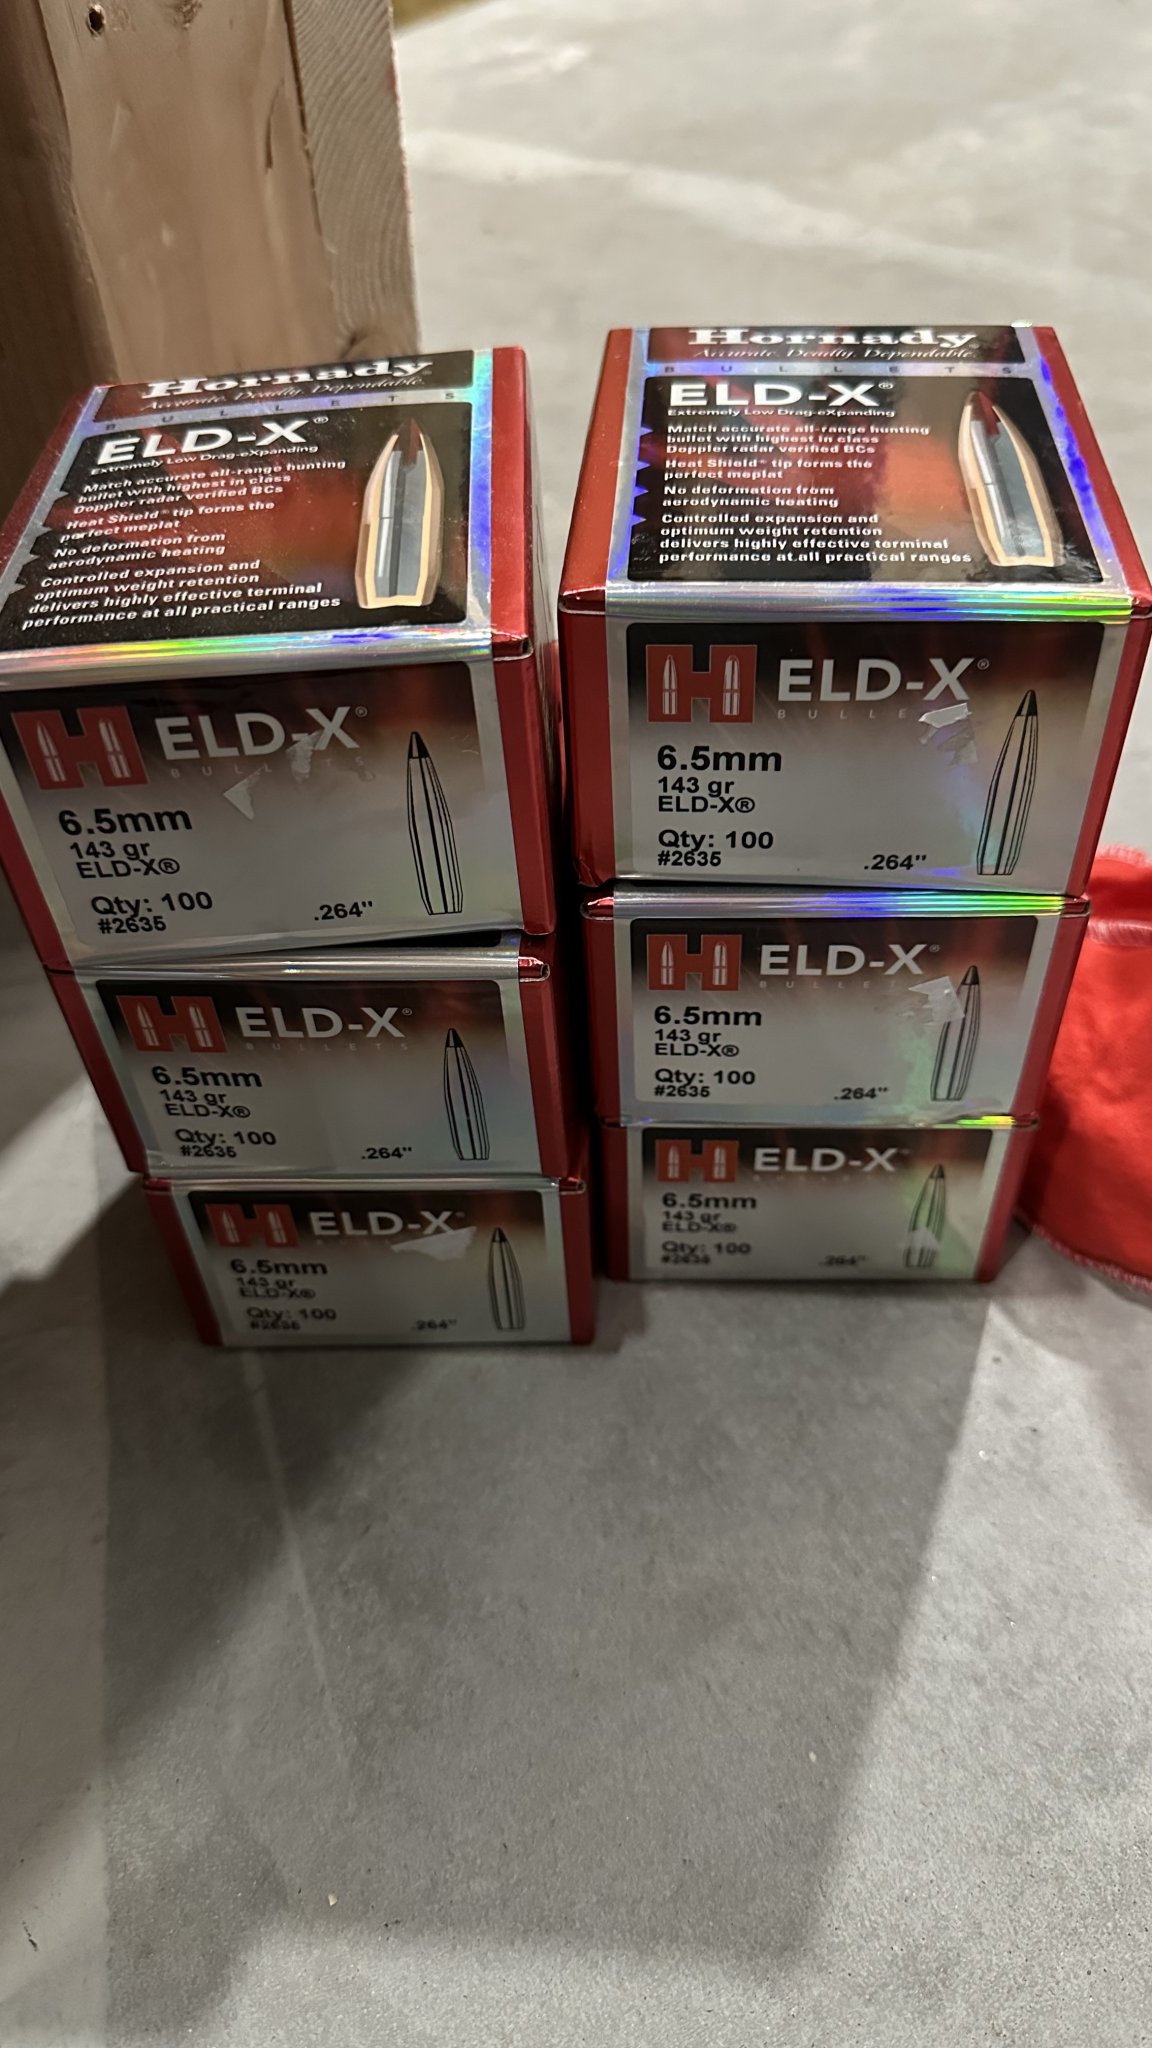 Hornady
Accurate. Deadly. Dependable.
BULLETS
ELD-X®
Extremely Low Drag-eXpanding
Match accurate all-range hunting
bullet with highest in class
Doppler radar verified BCs
Heat Shield® tip forms the
perfect meplat
No deformation from
aerodynamic heating
Controlled expansion and
optimum weight retention
delivers highly effective terminal
performance at all practical ranges
H ELD-X®
BULLETS
6.5mm
143 gr
ELD-X®
Qty: 100
#2635
.264"
H ELD-X®
BULLETS
6.5mm
143 gr
ELD-X®
Qty: 100
#2635
.264"
H ELD-X
6.5mm
143 gr
ELD-X®
Qty: 100
#2635
.264"
Hornady
Accurate. Deadly. Dependable.
BULLETS
ELD-X®
Extremely Low Drag-eXpanding
Match accurate all-range hunting
bullet with highest in class
Doppler radar verified BCs
Heat Shield® tip forms the
perfect meplat
No deformation from
aerodynamic heating
Controlled expansion and
optimum weight retention
delivers highly effective terminal
performance at all practical ranges
H ELD-X®
BULLE
6.5mm
143 gr
ELD-X®
Qty: 100
#2635
.264"
H ELD-X®
BULLET
6.5mm
143 gr
ELD-X®
Qty: 100
#2635
.264"
H ELD-X
6.5mm
143 gr
ELD-X®
Qty: 100
#2635
.264"